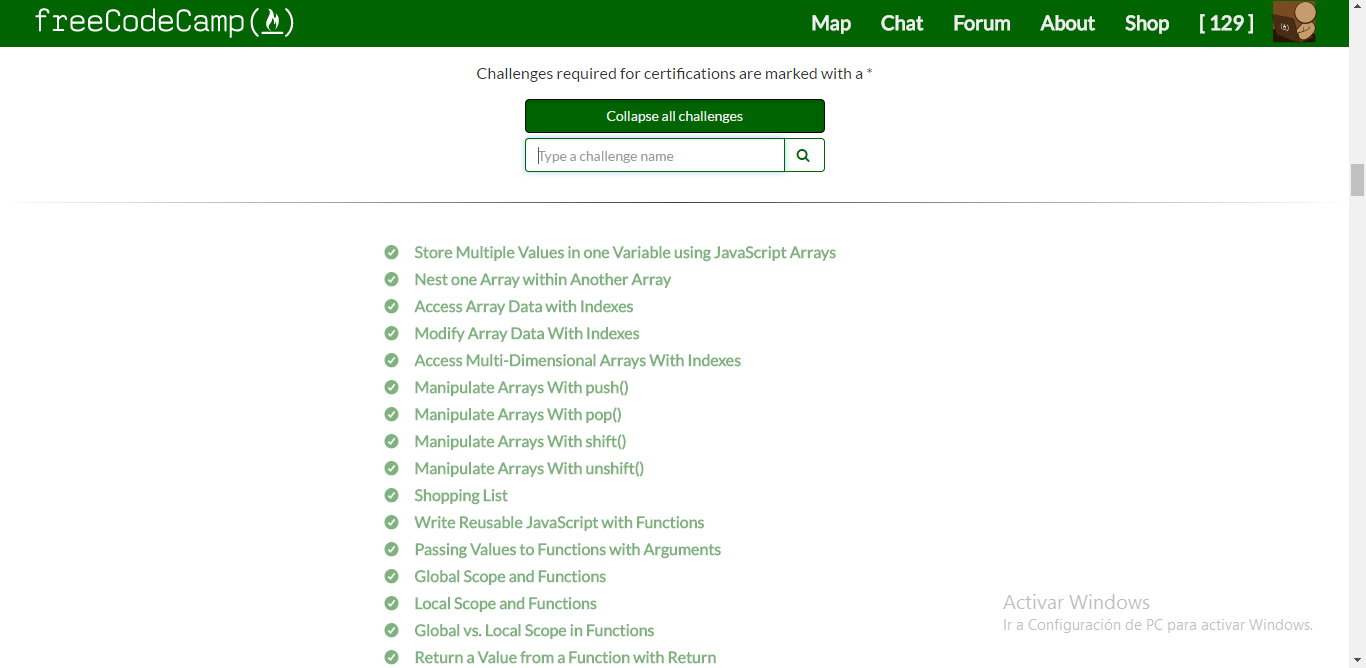 freeCodeCamp(🔥)
Map Chat Forum About Shop [ 129 ]
Challenges required for certifications are marked with a *
Collapse all challenges
Type a challenge name
Store Multiple Values in one Variable using JavaScript Arrays
Nest one Array within Another Array
Access Array Data with Indexes
Modify Array Data With Indexes
Access Multi-Dimensional Arrays With Indexes
Manipulate Arrays With push()
Manipulate Arrays With pop()
Manipulate Arrays With shift()
Manipulate Arrays With unshift()
Shopping List
Write Reusable JavaScript with Functions
Passing Values to Functions with Arguments
Global Scope and Functions
Local Scope and Functions
Global vs. Local Scope in Functions
Return a Value from a Function with Return
Activar Windows
Ir a Configuración de PC para activar Windows.